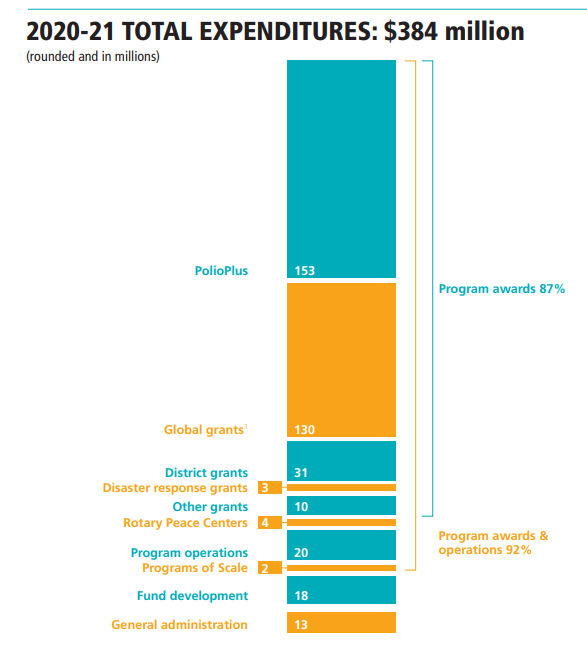 2020-21 TOTAL EXPENDITURES: $384 million
(rounded and in millions)
PolioPlus 153
Program awards 87%
Global grants¹ 130
District grants 31
Disaster response grants 3
Other grants 10
Rotary Peace Centers 4
Program awards &
operations 92%
Program operations 20
Programs of Scale 2
Fund development 18
General administration 13